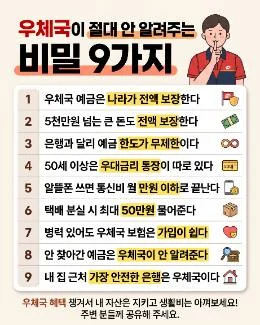 우체국이 절대 안 알려주는
비밀 9가지
1 우체국 예금은 나라가 전액 보장한다
2 5천만원 넘는 큰 돈도 전액 보장한다
3 은행과 달리 예금 한도가 무제한이다
4 50세 이상은 우대금리 통장이 따로 있다
5 알뜰폰 쓰면 통신비 월 만원 이하로 끝난다
6 택배 분실 시 최대 50만원 물어준다
7 병력 있어도 우체국 보험은 가입이 쉽다
8 안 찾아간 예금은 우체국이 안 알려준다
9 내 집 근처 가장 안전한 은행은 우체국이다
우체국 혜택 챙겨서 내 자산은 지키고 생활비는 아껴보세요!
주변 분들께 공유해 주세요.